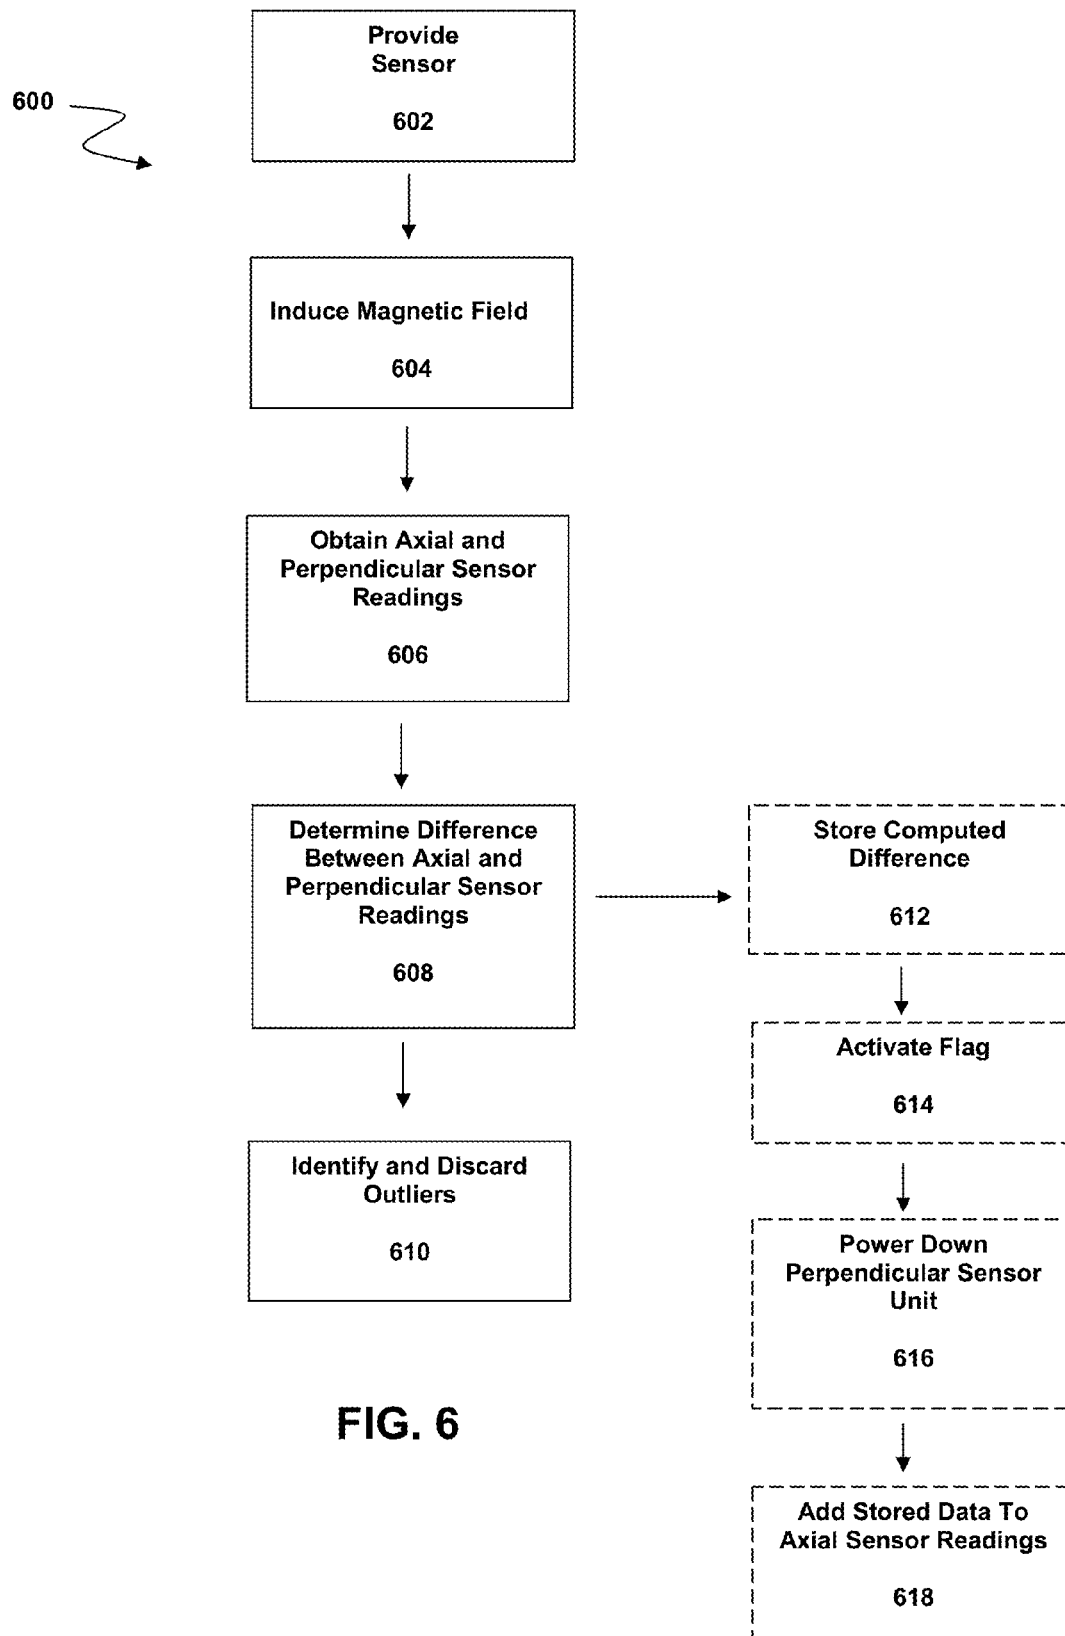 Provide
Sensor
602
600
Induce Magnetic Field
604
Obtain Axial and
Perpendicular Sensor
Readings
606
Determine Difference
Between Axial and
Perpendicular Sensor
Readings
608
Identify and Discard
Outliers
610
Store Computed
Difference
612
Activate Flag
614
Power Down
Perpendicular Sensor
Unit
616
Add Stored Data To
Axial Sensor Readings
618
FIG. 6